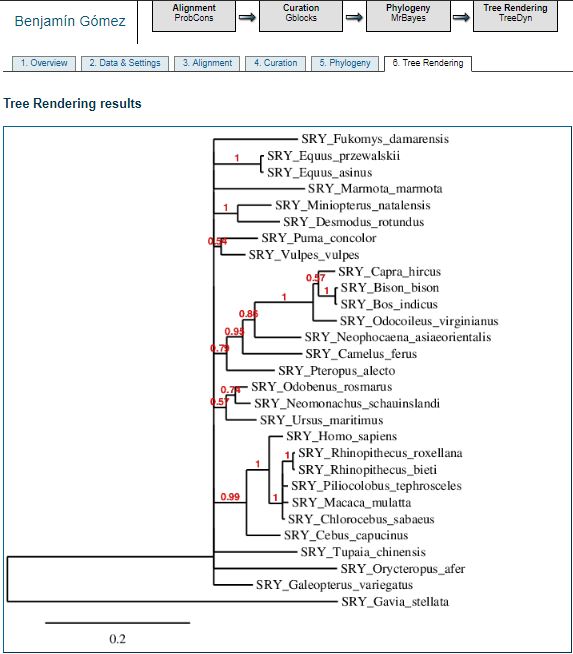 Benjamín Gómez
Alignment
ProbCons
Curation
Gblocks
Phylogeny
MrBayes
Tree Rendering
TreeDyn
1. Overview
2. Data & Settings
3. Alignment
4. Curation
5. Phylogeny
6. Tree Rendering
Tree Rendering results
SRY_Fukomys_damarensis
1
SRY_Equus_przewalskii
SRY_Equus_asinus
SRY_Marmota_marmota
1
SRY_Miniopterus_natalensis
SRY_Desmodus_rotundus
0.54
SRY_Puma_concolor
SRY_Vulpes_vulpes
SRY_Capra_hircus
0.57
1
SRY_Bison_bison
1
SRY_Bos_indicus
0.86
SRY_Odocoileus_virginianus
0.95
SRY_Neophocaena_asiaeorientalis
0.79
SRY_Camelus_ferus
SRY_Pteropus_alecto
0.74
SRY_Odobenus_rosmarus
0.57
SRY_Neomonachus_schauinslandi
SRY_Ursus_maritimus
SRY_Homo_sapiens
1
1
SRY_Rhinopithecus_roxellana
SRY_Rhinopithecus_bieti
SRY_Piliocolobus_tephrosceles
0.99
1
SRY_Macaca_mulatta
SRY_Chlorocebus_sabaeus
SRY_Cebus_capucinus
SRY_Tupaia_chinensis
SRY_Orycteropus_afer
SRY_Galeopterus_variegatus
SRY_Gavia_stellata
0.2